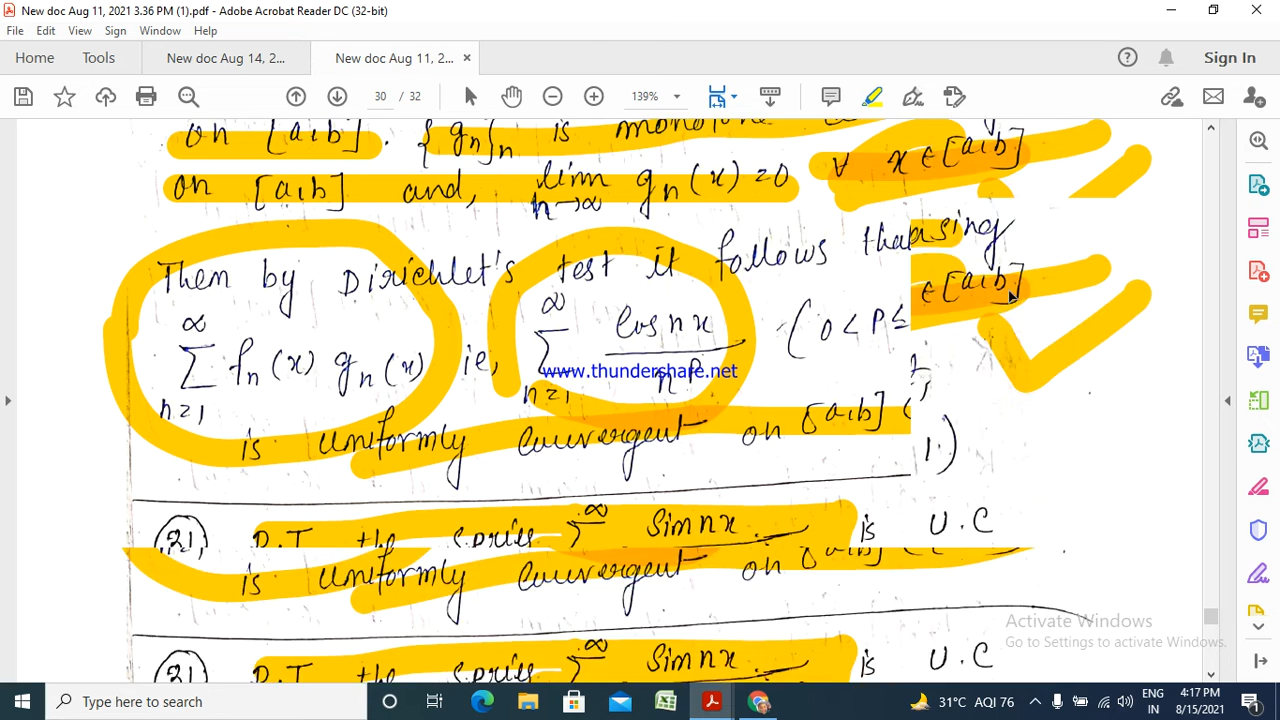 New doc Aug 11, 2021 3.36 PM (1).pdf - Adobe Acrobat Reader DC (32-bit)
File Edit View Sign Window Help
Home Tools New doc Aug 14, 2... New doc Aug 11, 2... × Sign In
30 / 32 139%
on [a,b]. {gn}n is monotone
on [a,b] and, lim n→∞ gn(x) = 0 ∀ x ∈ [a,b]
Then by Dirichlet's test it follows tha sing
∈ [a,b]
∞ Σ n=1 fn(x) gn(x) ie, ∞ Σ n=1 cos nx / n^p (0 < P ≤
www.thundershare.net
is uniformly convergent on [a,b] (
1.)
(21) P.T the series ∞ Σ Sin nx is U.C
is uniformly convergent on [a,b]
(21) P.T the series ∞ Σ Sin nx is U.C
Activate Windows
Go to Settings to activate Windows.
Type here to search 31°C AQI 76 ENG IN 4:17 PM 8/15/2021 1